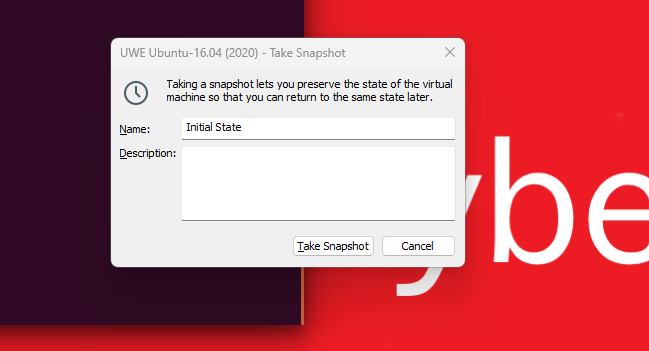 UWE Ubuntu-16.04 (2020) - Take Snapshot
Taking a snapshot lets you preserve the state of the virtual
machine so that you can return to the same state later.
Name:
Initial State
Description:
Take Snapshot
Cancel
ybe